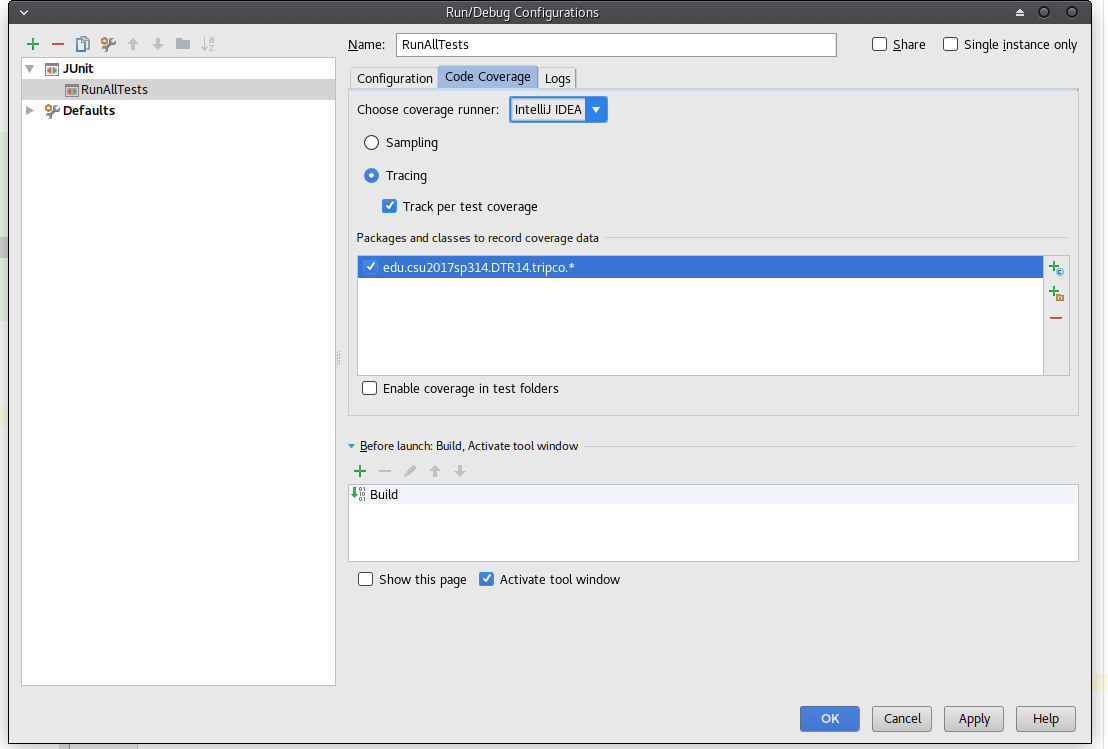 Run/Debug Configurations
Name: RunAllTests Share Single instance only
JUnit
RunAllTests
Defaults
Configuration Code Coverage Logs
Choose coverage runner: IntelliJ IDEA
Sampling
Tracing
Track per test coverage
Packages and classes to record coverage data
edu.csu2017sp314.DTR14.tripco.*
Enable coverage in test folders
Before launch: Build, Activate tool window
Build
Show this page Activate tool window
OK Cancel Apply Help